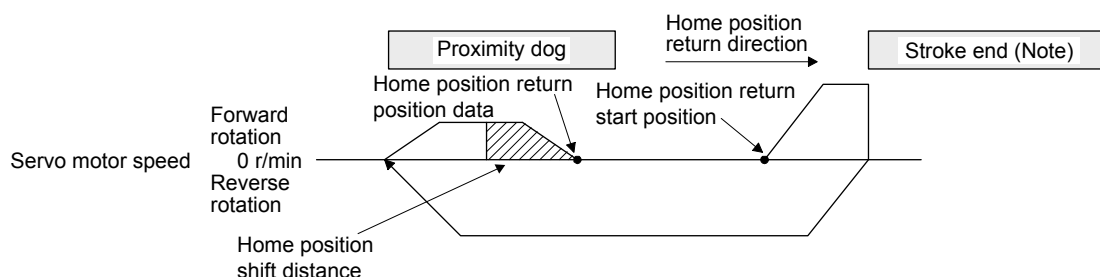 Proximity dog
Home position
return direction
Stroke end (Note)
Home position return
position data
Home position return
start position
Forward
rotation
Servo motor speed
0 r/min
Reverse
rotation
Home position
shift distance